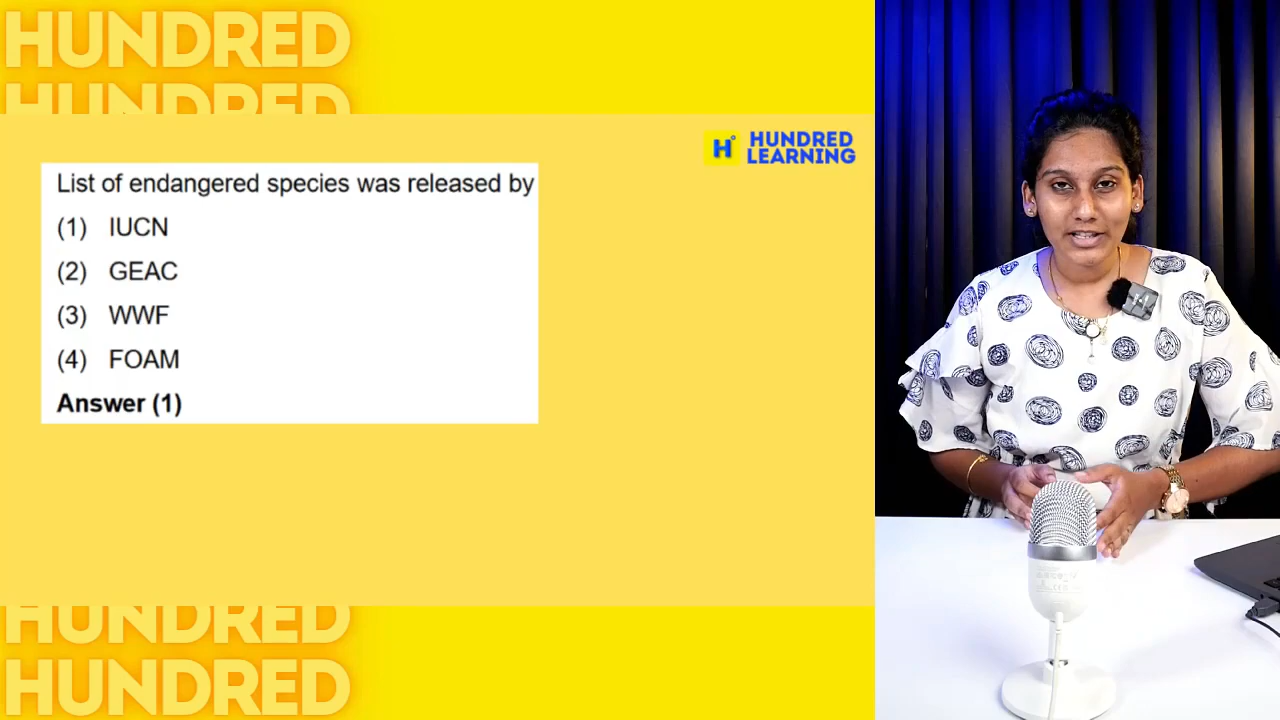 HUNDRED
HUNDRED
HUNDRED
LEARNING
List of endangered species was released by
(1) IUCN
(2) GEAC
(3) WWF
(4) FOAM
Answer (1)
HUNDRED
HUNDRED